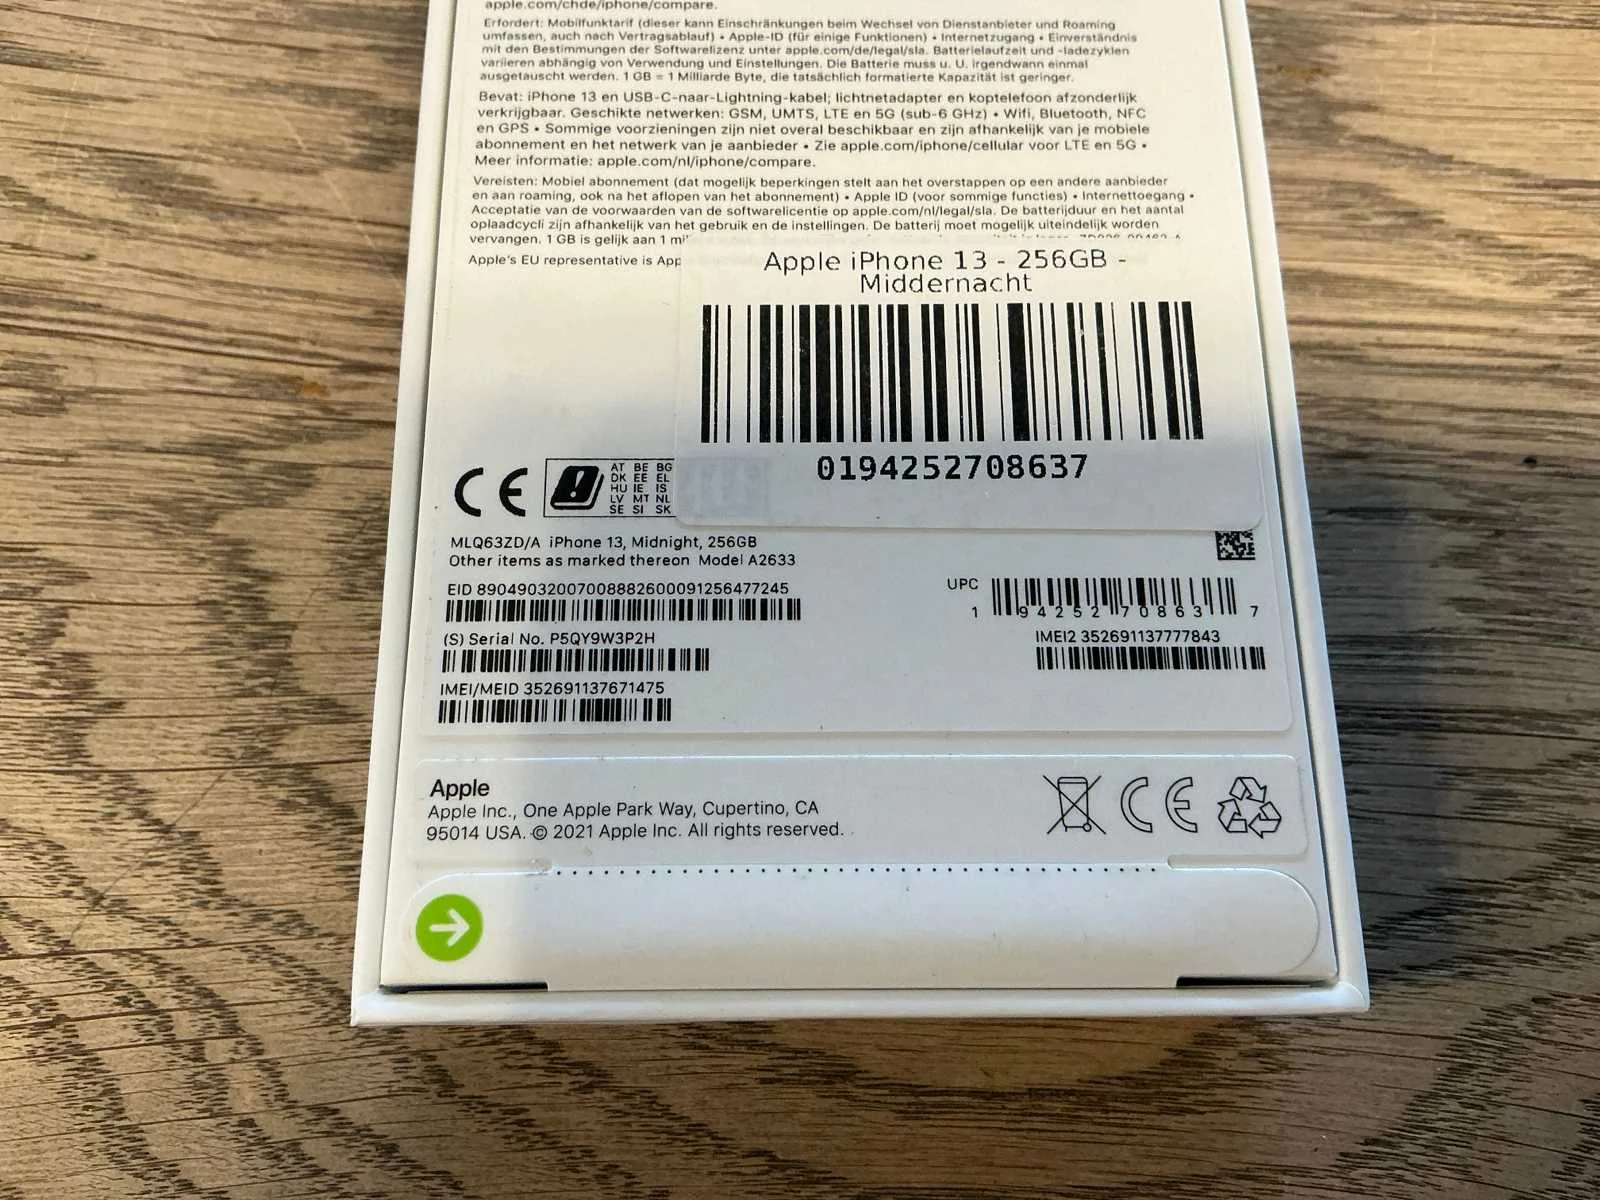 apple.com/chde/iphone/compare.
Erfordert: Mobilfunktarif (dieser kann Einschränkungen beim Wechsel von Dienstanbieter und Roaming
umfassen, auch nach Vertragsablauf) • Apple-ID (für einige Funktionen) • Internetzugang • Einverständnis
mit den Bestimmungen der Softwarelizenz unter apple.com/de/legal/sla. Batterielaufzeit und -ladezyklen
variieren abhängig von Verwendung und Einstellungen. Die Batterie muss u. U. irgendwann einmal
ausgetauscht werden. 1 GB = 1 Milliarde Byte, die tatsächlich formatierte Kapazität ist geringer.
Bevat: iPhone 13 en USB-C-naar-Lightning-kabel; lichtnetadapter en koptelefoon afzonderlijk
verkrijgbaar. Geschikte netwerken: GSM, UMTS, LTE en 5G (sub-6 GHz) • Wifi, Bluetooth, NFC
en GPS • Sommige voorzieningen zijn niet overal beschikbaar en zijn afhankelijk van je mobiele
abonnement en het netwerk van je aanbieder • Zie apple.com/iphone/cellular voor LTE en 5G •
Meer informatie: apple.com/nl/iphone/compare.
Vereisten: Mobiel abonnement (dat mogelijk beperkingen stelt aan het overstappen op een andere aanbieder
en aan roaming, ook na het aflopen van het abonnement) • Apple ID (voor sommige functies) • Internettoegang •
Acceptatie van de voorwaarden van de softwarelicentie op apple.com/nl/legal/sla. De batterijduur en het aantal
oplaadcycli zijn afhankelijk van het gebruik en de instellingen. De batterij moet mogelijk uiteindelijk worden
vervangen. 1 GB is gelijk aan 1
Apple's EU representative is
Apple iPhone 13 - 256GB -
Middernacht
0194252708637
CE
AT BE BG
DK EE EL
HU IE IS
LV MT NL
SE SI SK
MLQ63ZD/A iPhone 13, Midnight, 256GB
Other items as marked thereon Model A2633
EID 89049032007008882600091256477245
UPC
1 94252 70863 7
(S) Serial No. P5QY9W3P2H
IMEI2 352691137777843
IMEI/MEID 352691137671475
Apple
Apple Inc., One Apple Park Way, Cupertino, CA
95014 USA. © 2021 Apple Inc. All rights reserved.
CE